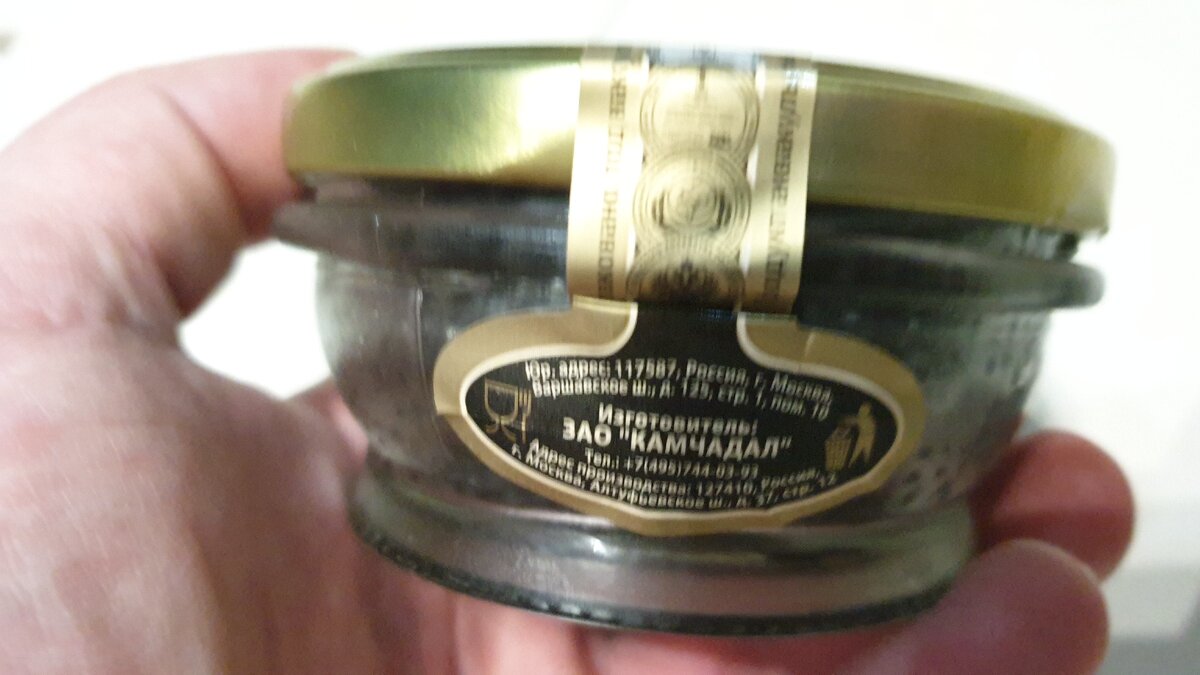 Юр. адрес: 117587, Россия, г. Москва,
Варшавское ш., д. 125, стр. 1, пом. 10
Изготовитель:
ЗАО "КАМЧАДАЛ"
Тел.: +7(495)744-03-93
Адрес производства: 127410, Россия,
г. Москва, Алтуфьевское ш., д. 37, стр. 12